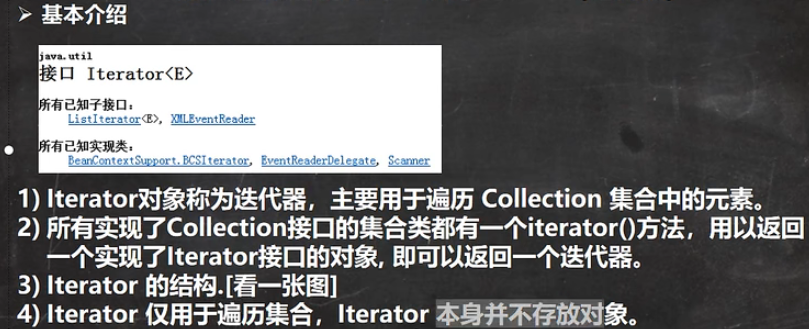 ➢ 基本介绍
java.util
接口 Iterator<E>
所有已知子接口：
ListIterator<E>, XMLEventReader
所有已知实现类：
BeanContextSupport.BCSIterator, EventReaderDelegate, Scanner
1) Iterator对象称为迭代器，主要用于遍历 Collection 集合中的元素。
2) 所有实现了Collection接口的集合类都有一个iterator()方法，用以返回
一个实现了Iterator接口的对象, 即可以返回一个迭代器。
3) Iterator 的结构.[看一张图]
4) Iterator 仅用于遍历集合，Iterator 本身并不存放对象。